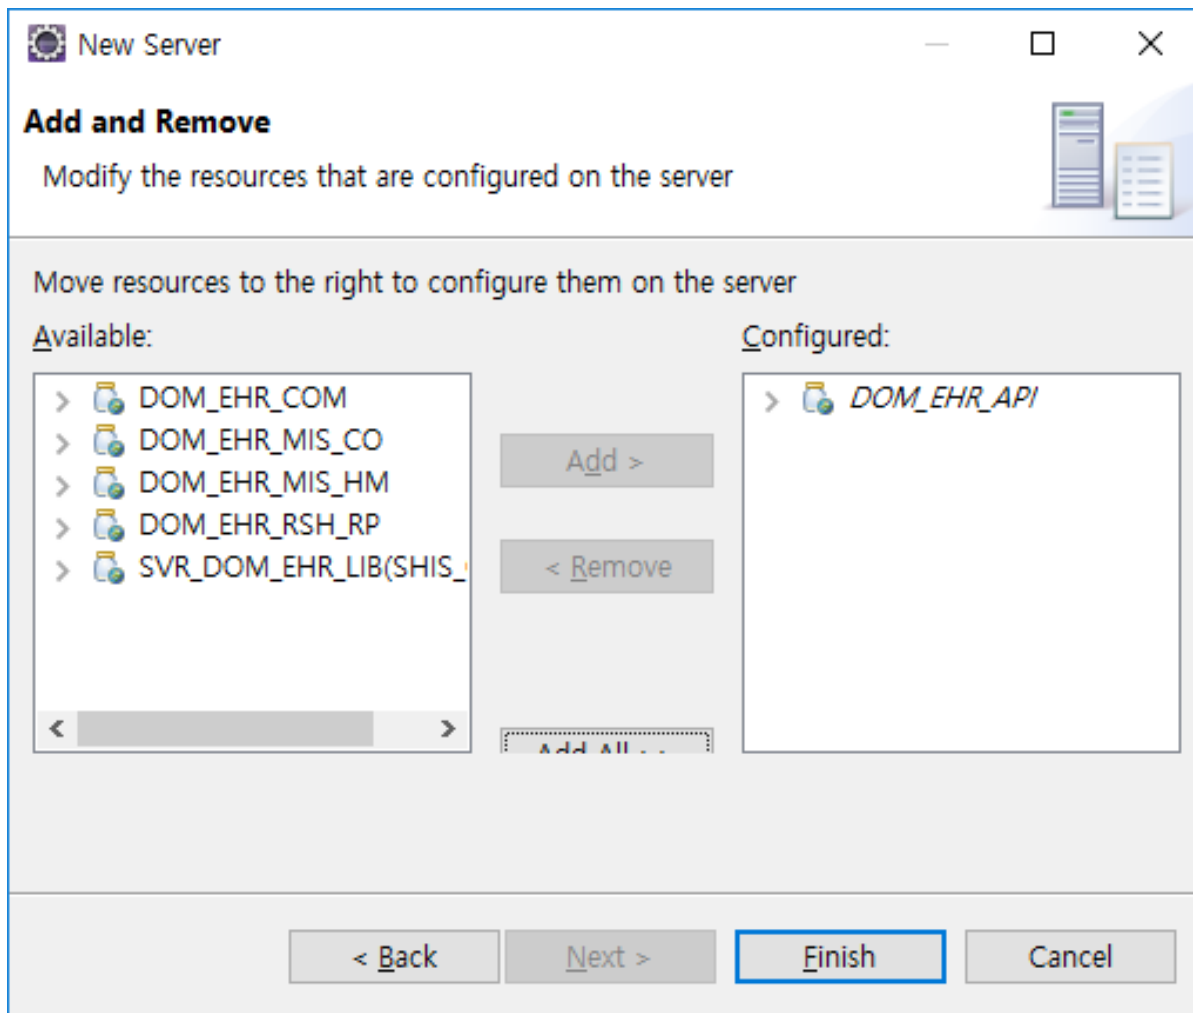 New Server
Add and Remove
Modify the resources that are configured on the server
Move resources to the right to configure them on the server
Available:
Configured:
DOM_EHR_COM
DOM_EHR_MIS_CO
DOM_EHR_MIS_HM
DOM_EHR_RSH_RP
SVR_DOM_EHR_LIB(SHIS_
Add >
< Remove
Add All
DOM_EHR_API
< Back
Next >
Finish
Cancel